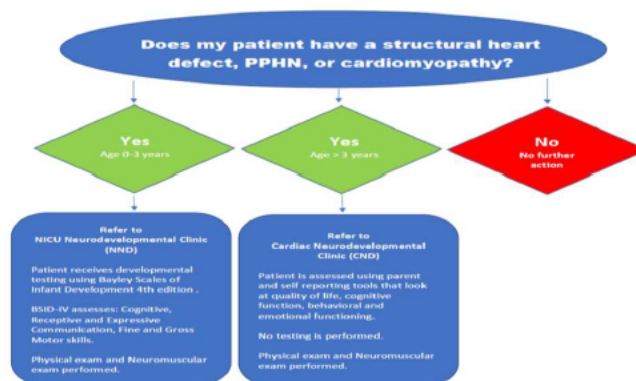 Does my patient have a structural heart
defect, PPHN, or cardiomyopathy?
Yes
Age 0-3 years
Yes
Age > 3 years
No
No further
action
Refer to
NICU Neurodevelopmental Clinic
(NND)
Patient receives developmental
testing using Bayley Scales of
Infant Development 4th edition .
BSID-IV assesses: Cognitive,
Receptive and Expressive
Communication, Fine and Gross
Motor skills.
Physical exam and Neuromuscular
exam performed.
Refer to
Cardiac Neurodevelopmental
Clinic (CND)
Patient is assessed using parent
and self reporting tools that look
at quality of life, cognitive
function, behavioral and
emotional functioning.
No testing is performed.
Physical exam and Neuromuscular
exam performed.